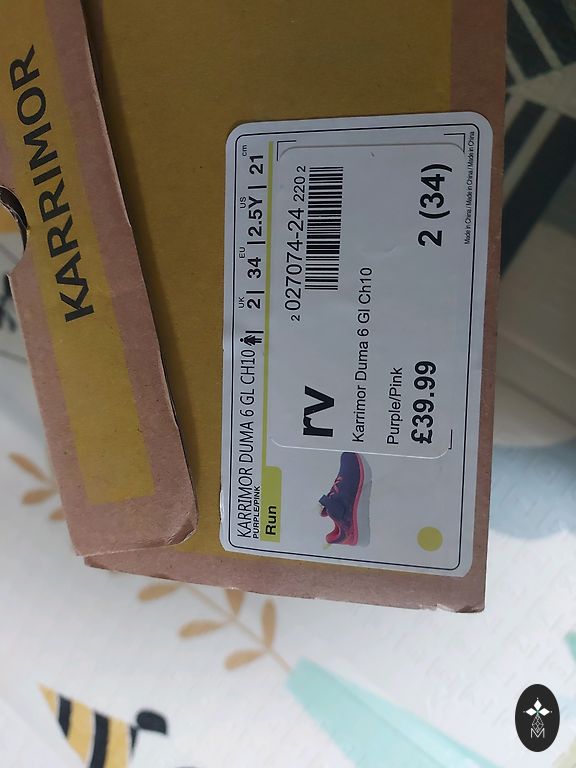 KARRIMOR
KARRIMOR DUMA 6 GL CH10
PURPLE/PINK
Run
UK EU US cm
2 | 34 | 2.5Y | 21
2 027074-24 220 2
rv
Karrimor Duma 6 Gl Ch10
Purple/Pink
£39.99
2 (34)
Made in China / Made in China / Made in China
M